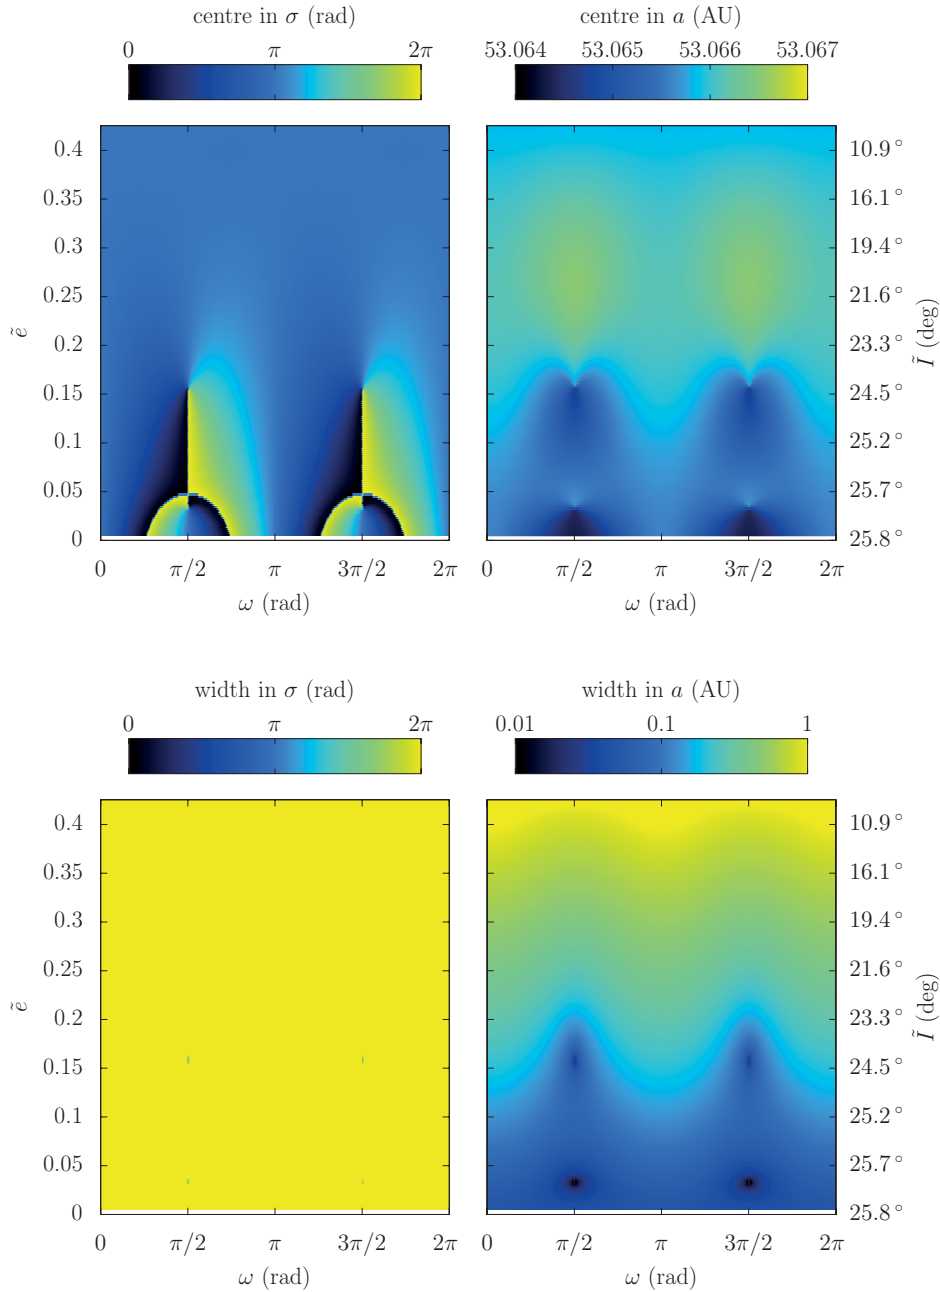 centre in σ (rad)
0 π 2π
centre in a (AU)
53.064 53.065 53.066 53.067
0.4
0.35
0.3
0.25
0.2
0.15
0.1
0.05
0
ẽ
10.9°
16.1°
19.4°
21.6°
23.3°
24.5°
25.2°
25.7°
25.8°
Ĩ (deg)
0 π/2 π 3π/2 2π
ω (rad)
0 π/2 π 3π/2 2π
ω (rad)
width in σ (rad)
0 π 2π
width in a (AU)
0.01 0.1 1
0.4
0.35
0.3
0.25
0.2
0.15
0.1
0.05
0
ẽ
10.9°
16.1°
19.4°
21.6°
23.3°
24.5°
25.2°
25.7°
25.8°
Ĩ (deg)
0 π/2 π 3π/2 2π
ω (rad)
0 π/2 π 3π/2 2π
ω (rad)